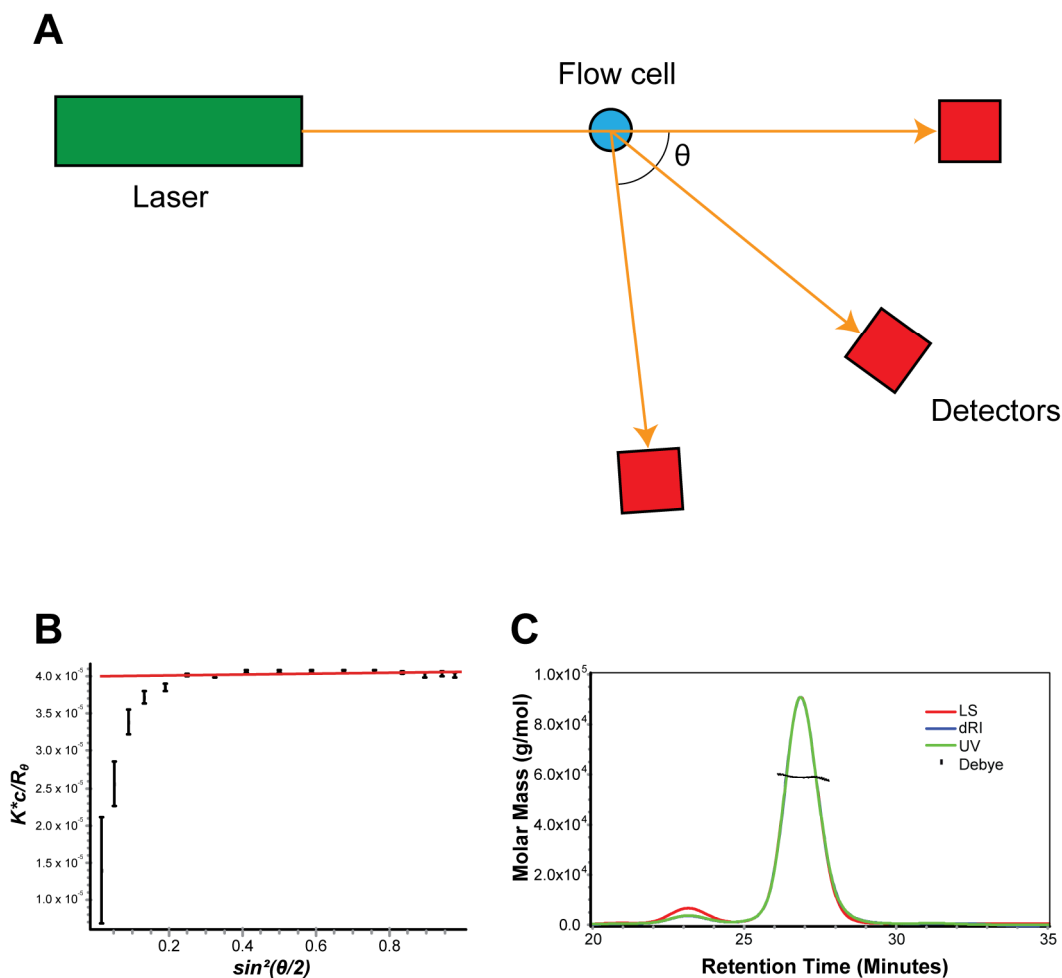 A
Flow cell
θ
Laser
Detectors
B
K*c/Rθ
4.0 x 10⁻⁵
3.5 x 10⁻⁵
3.0 x 10⁻⁵
2.5 x 10⁻⁵
2.0 x 10⁻⁵
1.5 x 10⁻⁵
1.0 x 10⁻⁵
0.2 0.4 0.6 0.8
sin²(θ/2)
C
Molar Mass (g/mol)
1.0x10⁵
8.0x10⁴
6.0x10⁴
4.0x10⁴
2.0x10⁴
0.0
LS
dRI
UV
Debye
20 25 30 35
Retention Time (Minutes)